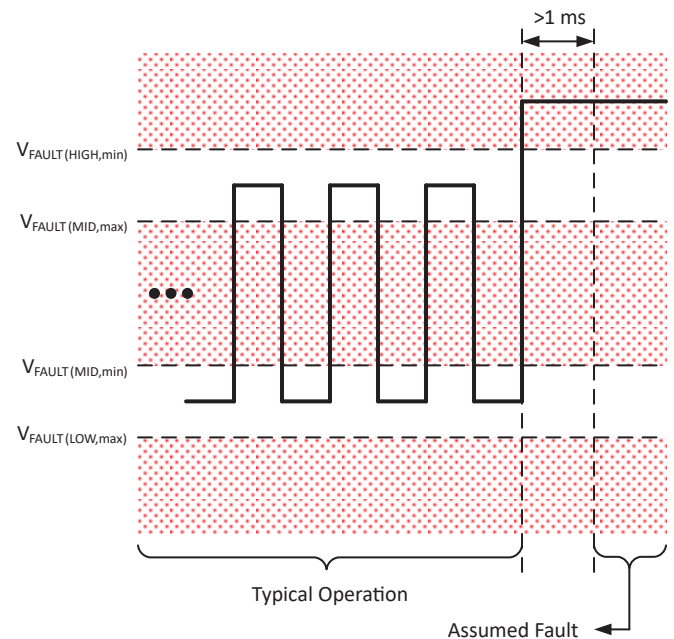 >1 ms
VFAULT(HIGH,min)
VFAULT(MID,max)
VFAULT(MID,min)
VFAULT(LOW,max)
Typical Operation
Assumed Fault